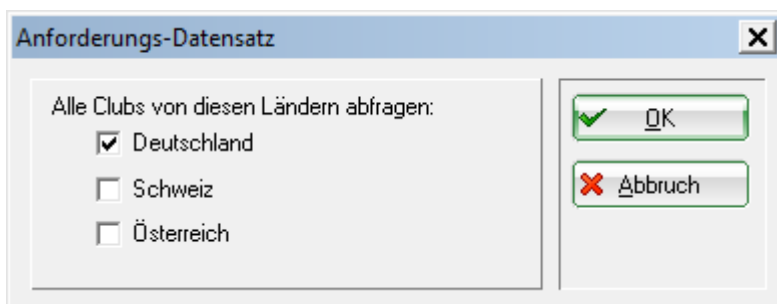 Anforderungs-Datensatz
Alle Clubs von diesen Ländern abfragen:
Deutschland
Schweiz
Österreich
OK
Abbruch